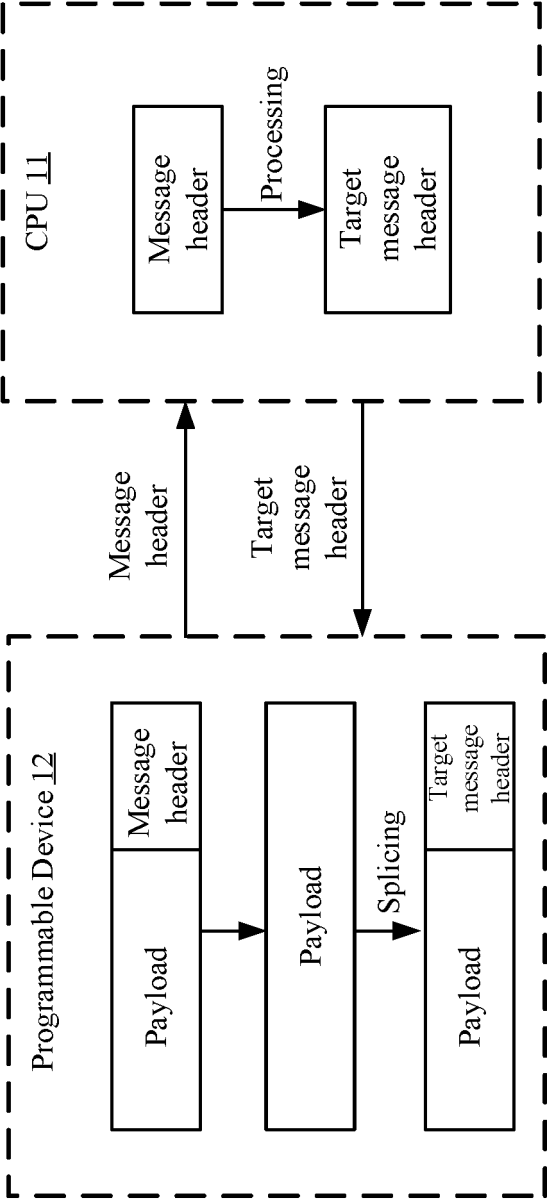 Programmable Device 12
Payload
Message
header
Payload
Splicing
Payload
Target
message
header
Message
header
Target
message
header
CPU 11
Message
header
Processing
Target
message
header